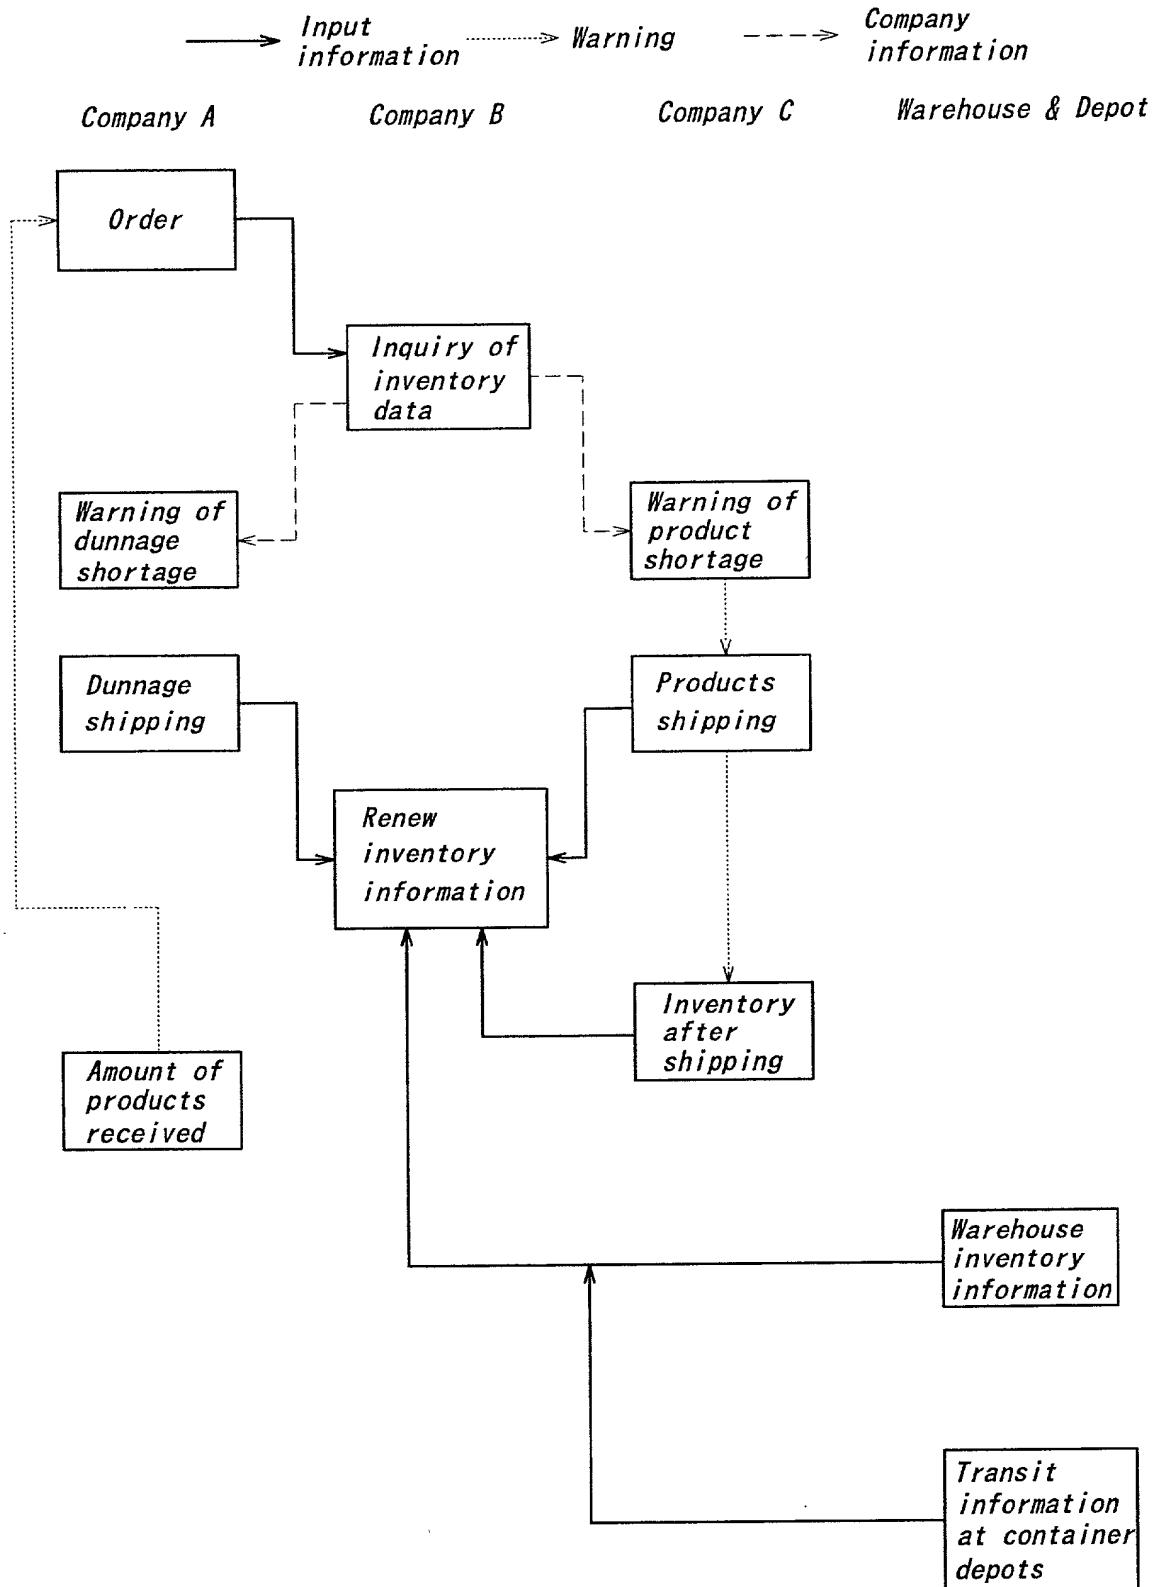 Input
information
Warning
Company
information
Company A
Company B
Company C
Warehouse & Depot
Order
Inquiry of
inventory
data
Warning of
dunnage
shortage
Warning of
product
shortage
Dunnage
shipping
Products
shipping
Renew
inventory
information
Inventory
after
shipping
Amount of
products
received
Warehouse
inventory
information
Transit
information
at container
depots